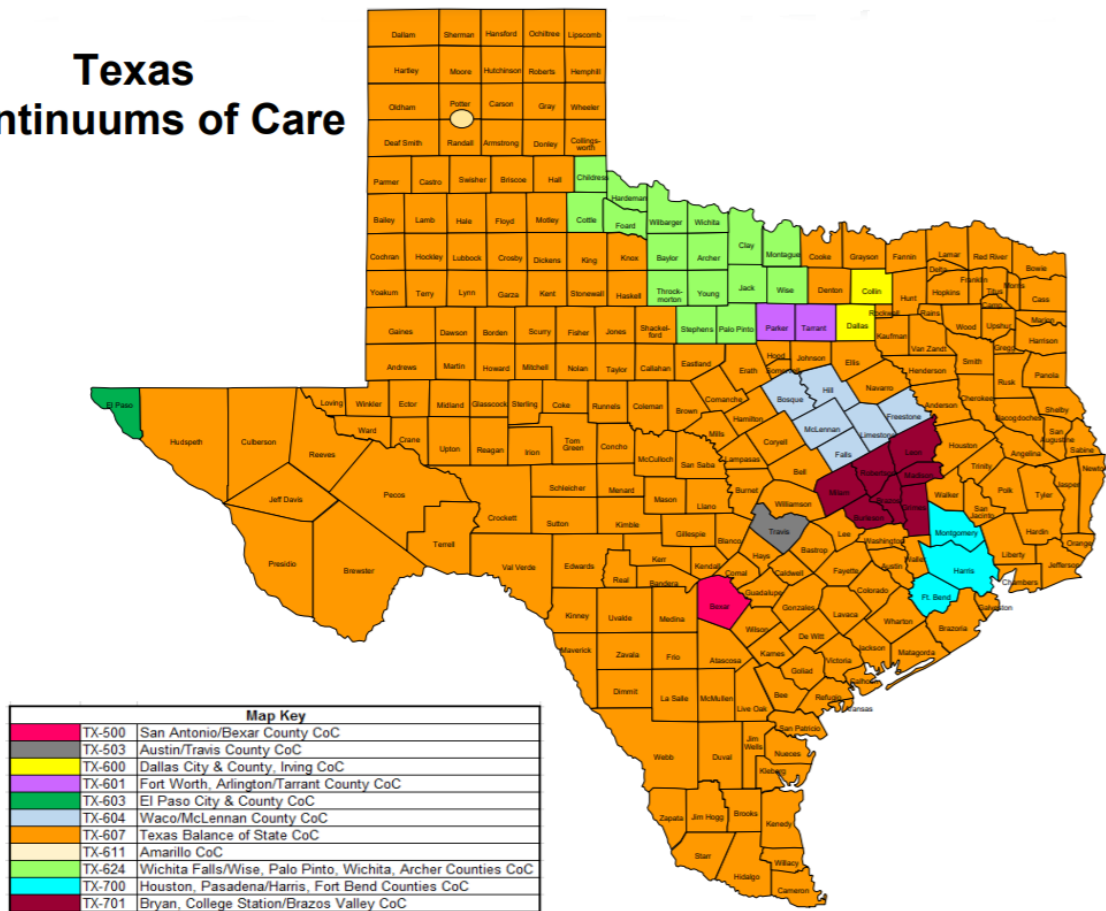 Texas
ntinuums of Care
Dallam Sherman Hansford Ochiltree Lipscomb
Hartley Moore Hutchinson Roberts Hemphill
Oldham Potter Carson Gray Wheeler
Deaf Smith Randall Armstrong Donley Collings-
worth
Parmer Castro Swisher Briscoe Hall Childress
Hardeman
Bailey Lamb Hale Floyd Motley Cottle Foard Wilbarger Wichita
Clay Montague
Cochran Hockley Lubbock Crosby Dickens King Knox Baylor Archer Cooke Grayson Fannin Lamar Red River Bowie
Delta Franklin Titus Morris
Yoakum Terry Lynn Garza Kent Stonewall Haskell Throck-
morton Young Jack Wise Denton Collin Hunt Hopkins Camp Cass
Rockwall Rains Wood Upshur Marion
Gaines Dawson Borden Scurry Fisher Jones Shackel-
ford Stephens Palo Pinto Parker Tarrant Dallas Kaufman Van Zandt Gregg Harrison
Andrews Martin Howard Mitchell Nolan Taylor Callahan Eastland Erath Hood Somervell Johnson Ellis Henderson Smith Rusk Panola
El Paso Hudspeth Culberson Loving Winkler Ector Midland Glasscock Sterling Coke Runnels Coleman Brown Comanche Bosque Hill Navarro Anderson Cherokee Nacogdoches Shelby
Ward Crane Upton Reagan Irion Tom
Green Concho McCulloch San Saba Mills Hamilton McLennan Limestone Freestone Leon Houston Angelina San
Augustine Sabine
Reeves Jeff Davis Pecos Schleicher Menard Mason Lampasas Coryell Bell Falls Robertson Madison Trinity Polk Tyler Jasper Newton
Presidio Brewster Terrell Crockett Sutton Kimble Llano Burnet Williamson Milam Brazos Grimes Walker San
Jacinto Hardin Orange
Val Verde Edwards Real Kerr Gillespie Blanco Travis Hays Bastrop Lee Burleson Washington Montgomery Liberty Jefferson
Bandera Kendall Comal Caldwell Fayette Austin Waller Harris Chambers
Kinney Uvalde Medina Bexar Guadalupe Gonzales Colorado Ft. Bend Galveston
Wilson Lavaca Wharton Brazoria
Maverick Zavala Frio Atascosa Karnes De Witt Jackson Matagorda
Goliad Victoria Calhoun
Dimmit La Salle McMullen Live Oak Bee Refugio Aransas
San Patricio
Webb Duval Jim
Wells Nueces
Kleberg
Zapata Jim Hogg Brooks Kenedy
Starr Hidalgo Willacy
Cameron
Map Key
TX-500 San Antonio/Bexar County CoC
TX-503 Austin/Travis County CoC
TX-600 Dallas City & County, Irving CoC
TX-601 Fort Worth, Arlington/Tarrant County CoC
TX-603 El Paso City & County CoC
TX-604 Waco/McLennan County CoC
TX-607 Texas Balance of State CoC
TX-611 Amarillo CoC
TX-624 Wichita Falls/Wise, Palo Pinto, Wichita, Archer Counties CoC
TX-700 Houston, Pasadena/Harris, Fort Bend Counties CoC
TX-701 Bryan, College Station/Brazos Valley CoC